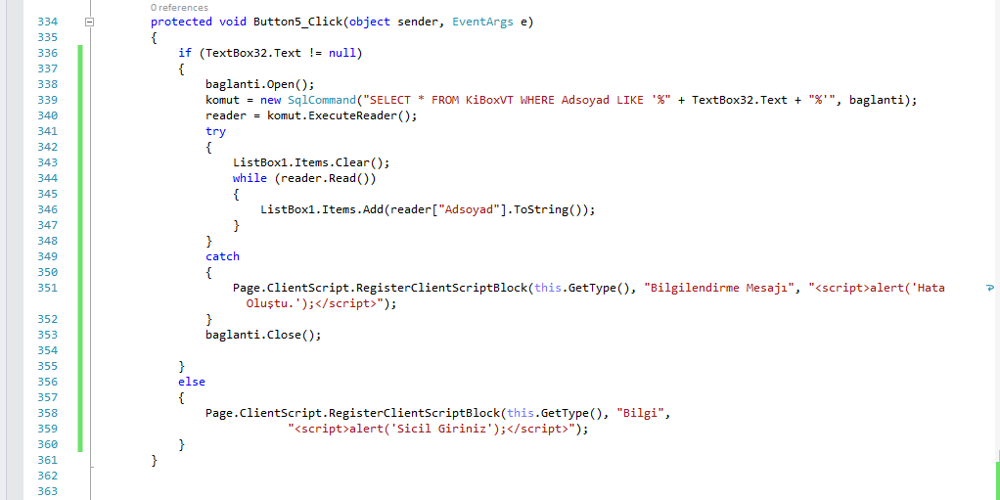 0 references
334 protected void Button5_Click(object sender, EventArgs e)
335 {
336 if (TextBox32.Text != null)
337 {
338 baglanti.Open();
339 komut = new SqlCommand("SELECT * FROM KiBoxVT WHERE Adsoyad LIKE '%" + TextBox32.Text + "%'", baglanti);
340 reader = komut.ExecuteReader();
341 try
342 {
343 ListBox1.Items.Clear();
344 while (reader.Read())
345 {
346 ListBox1.Items.Add(reader["Adsoyad"].ToString());
347 }
348 }
349 catch
350 {
351 Page.ClientScript.RegisterClientScriptBlock(this.GetType(), "Bilgilendirme Mesajı", "<script>alert('Hata
Oluştu.');</script>");
352 }
353 baglanti.Close();
354
355 }
356 else
357 {
358 Page.ClientScript.RegisterClientScriptBlock(this.GetType(), "Bilgi",
359 "<script>alert('Sicil Giriniz');</script>");
360 }
361 }
362
363